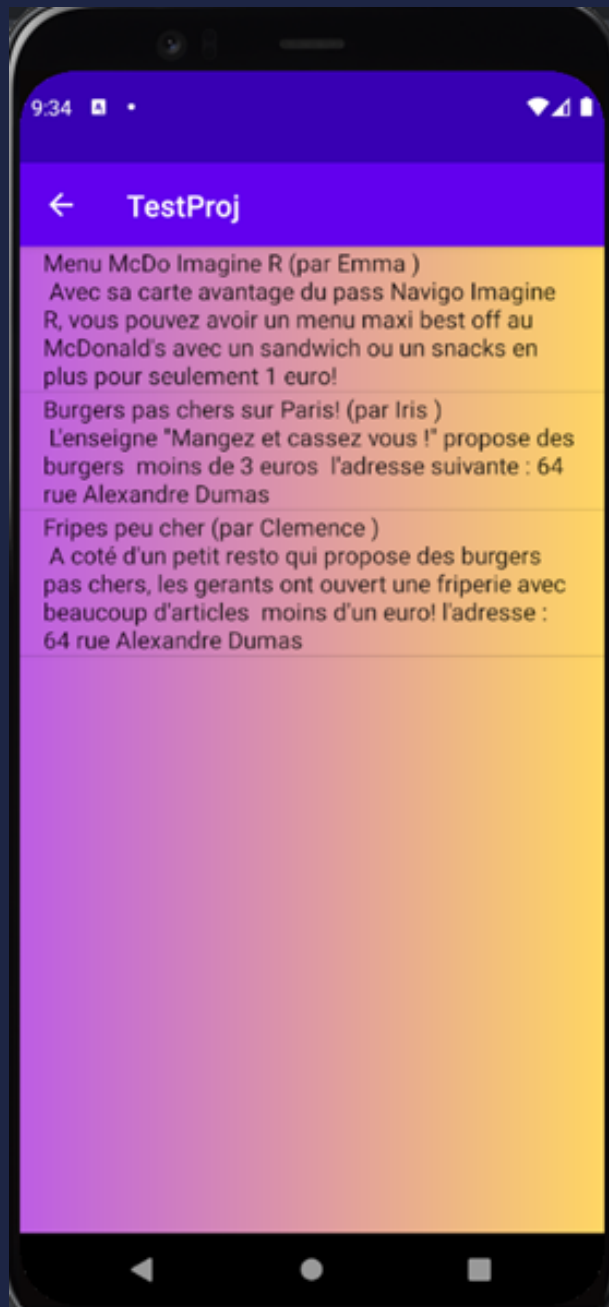 9:34
TestProj
Menu McDo Imagine R (par Emma )
Avec sa carte avantage du pass Navigo Imagine
R, vous pouvez avoir un menu maxi best off au
McDonald's avec un sandwich ou un snacks en
plus pour seulement 1 euro!
Burgers pas chers sur Paris! (par Iris )
L'enseigne "Mangez et cassez vous !" propose des
burgers  moins de 3 euros  l'adresse suivante : 64
rue Alexandre Dumas
Fripes peu cher (par Clemence )
A coté d'un petit resto qui propose des burgers
pas chers, les gerants ont ouvert une friperie avec
beaucoup d'articles  moins d'un euro! l'adresse :
64 rue Alexandre Dumas